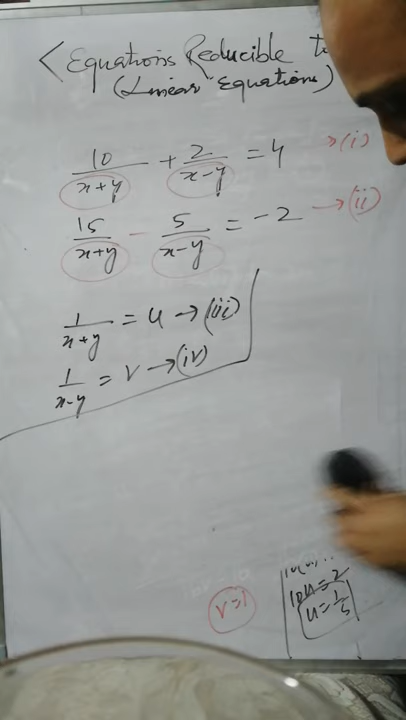 < Equations Reducible to
(Linear Equations)
10/(x+y) + 2/(x-y) = 4 → (i)
15/(x+y) - 5/(x-y) = -2 → (ii)
1/(x+y) = u → (iii)
1/(x-y) = v → (iv)
10u = 2
v=1
u = 1/5